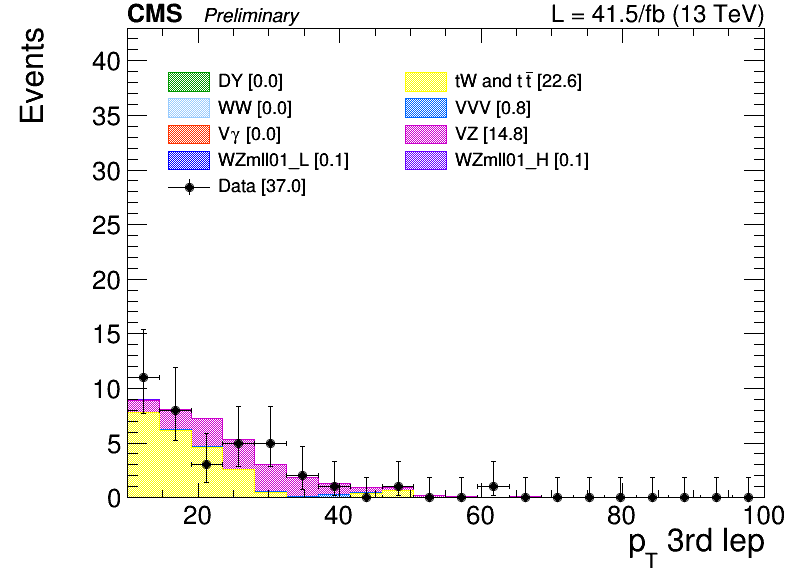 CMS Preliminary L = 41.5/fb (13 TeV)
Events
40
35
30
25
20
15
10
5
0
DY [0.0]
tW and tt̅ [22.6]
WW [0.0]
VVV [0.8]
Vγ [0.0]
VZ [14.8]
WZmll01_L [0.1]
WZmll01_H [0.1]
Data [37.0]
20 40 60 80 100
p_T 3rd lep